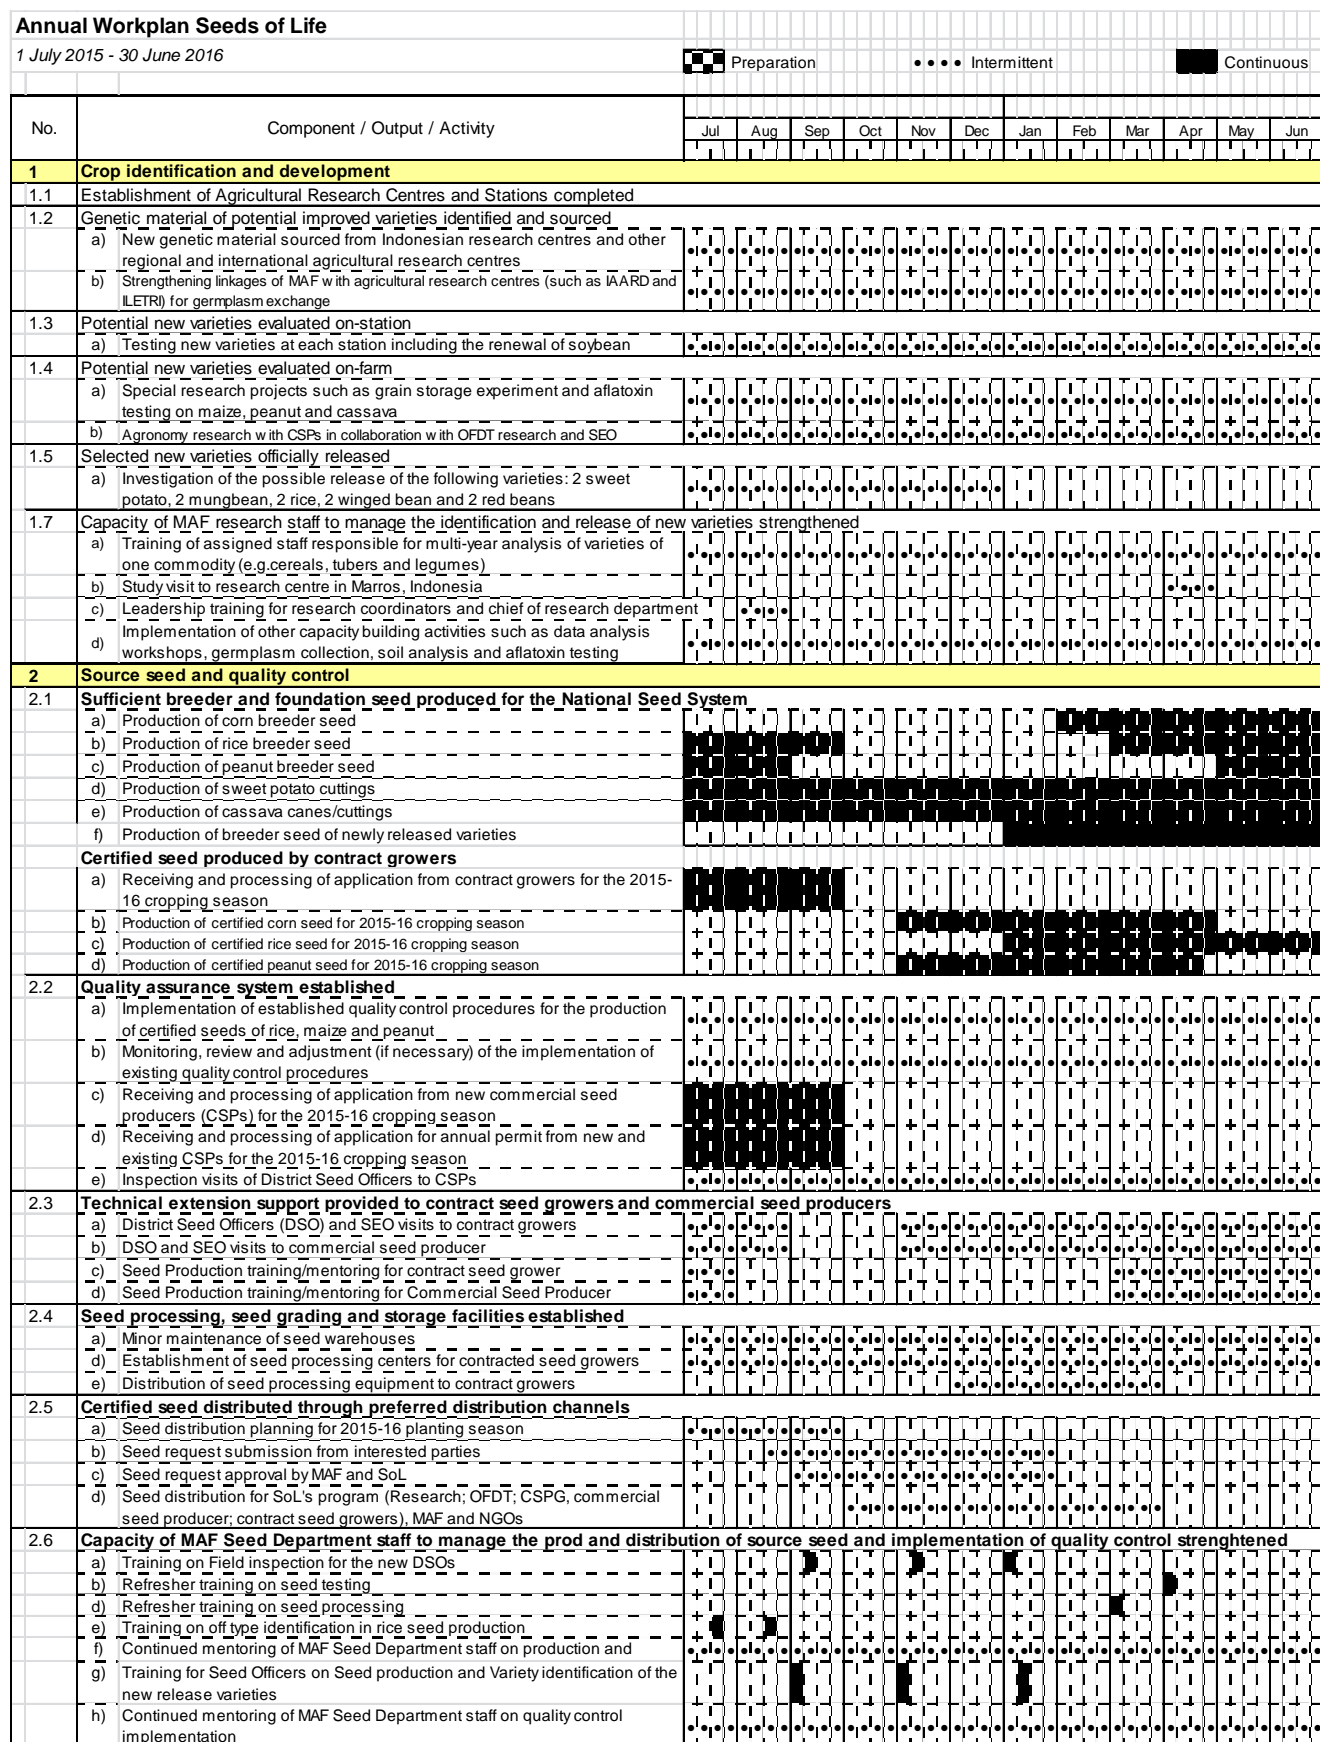 Annual Workplan Seeds of Life
1 July 2015 - 30 June 2016
Preparation Intermittent Continuous
No. Component / Output / Activity
Jul Aug Sep Oct Nov Dec Jan Feb Mar Apr May Jun
1 Crop identification and development
1.1 Establishment of Agricultural Research Centres and Stations completed
1.2 Genetic material of potential improved varieties identified and sourced
a) New genetic material sourced from Indonesian research centres and other
regional and international agricultural research centres
b) Strengthening linkages of MAF with agricultural research centres (such as IAARD and
ILETRI) for germplasm exchange
1.3 Potential new varieties evaluated on-station
a) Testing new varieties at each station including the renewal of soybean
1.4 Potential new varieties evaluated on-farm
a) Special research projects such as grain storage experiment and aflatoxin
testing on maize, peanut and cassava
b) Agronomy research with CSPs in collaboration with OFDT research and SEO
1.5 Selected new varieties officially released
a) Investigation of the possible release of the following varieties: 2 sweet
potato, 2 mungbean, 2 rice, 2 winged bean and 2 red beans
1.7 Capacity of MAF research staff to manage the identification and release of new varieties strengthened
a) Training of assigned staff responsible for multi-year analysis of varieties of
one commodity (e.g.cereals, tubers and legumes)
b) Study visit to research centre in Marros, Indonesia
c) Leadership training for research coordinators and chief of research department
d) Implementation of other capacity building activities such as data analysis
workshops, germplasm collection, soil analysis and aflatoxin testing
2 Source seed and quality control
2.1 Sufficient breeder and foundation seed produced for the National Seed System
a) Production of corn breeder seed
b) Production of rice breeder seed
c) Production of peanut breeder seed
d) Production of sweet potato cuttings
e) Production of cassava canes/cuttings
f) Production of breeder seed of newly released varieties
Certified seed produced by contract growers
a) Receiving and processing of application from contract growers for the 2015-
16 cropping season
b) Production of certified corn seed for 2015-16 cropping season
c) Production of certified rice seed for 2015-16 cropping season
d) Production of certified peanut seed for 2015-16 cropping season
2.2 Quality assurance system established
a) Implementation of established quality control procedures for the production
of certified seeds of rice, maize and peanut
b) Monitoring, review and adjustment (if necessary) of the implementation of
existing quality control procedures
c) Receiving and processing of application from new commercial seed
producers (CSPs) for the 2015-16 cropping season
d) Receiving and processing of application for annual permit from new and
existing CSPs for the 2015-16 cropping season
e) Inspection visits of District Seed Officers to CSPs
2.3 Technical extension support provided to contract seed growers and commercial seed producers
a) District Seed Officers (DSO) and SEO visits to contract growers
b) DSO and SEO visits to commercial seed producer
c) Seed Production training/mentoring for contract seed grower
d) Seed Production training/mentoring for Commercial Seed Producer
2.4 Seed processing, seed grading and storage facilities established
a) Minor maintenance of seed warehouses
d) Establishment of seed processing centers for contracted seed growers
e) Distribution of seed processing equipment to contract growers
2.5 Certified seed distributed through preferred distribution channels
a) Seed distribution planning for 2015-16 planting season
b) Seed request submission from interested parties
c) Seed request approval by MAF and SoL
d) Seed distribution for SoL's program (Research; OFDT; CSPG, commercial
seed producer; contract seed growers), MAF and NGOs
2.6 Capacity of MAF Seed Department staff to manage the prod and distribution of source seed and implementation of quality control strenghtened
a) Training on Field inspection for the new DSOs
b) Refresher training on seed testing
d) Refresher training on seed processing
e) Training on off type identification in rice seed production
f) Continued mentoring of MAF Seed Department staff on production and
g) Training for Seed Officers on Seed production and Variety identification of the
new release varieties
h) Continued mentoring of MAF Seed Department staff on quality control
implementation